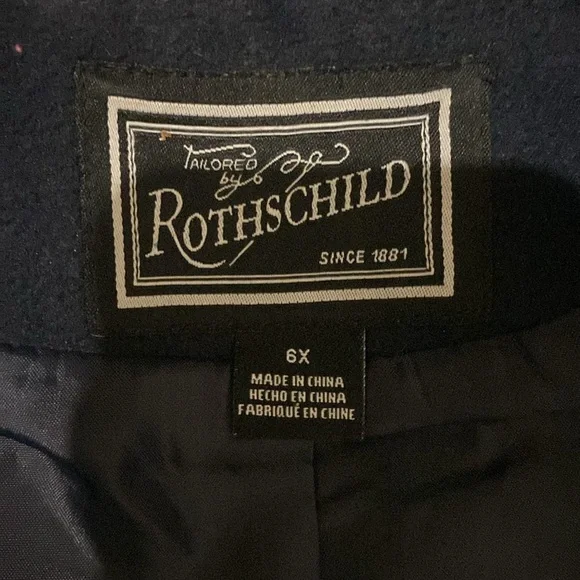 TAILORED
by
ROTHSCHILD
SINCE 1881
6X
MADE IN CHINA
HECHO EN CHINA
FABRIQUÉ EN CHINE